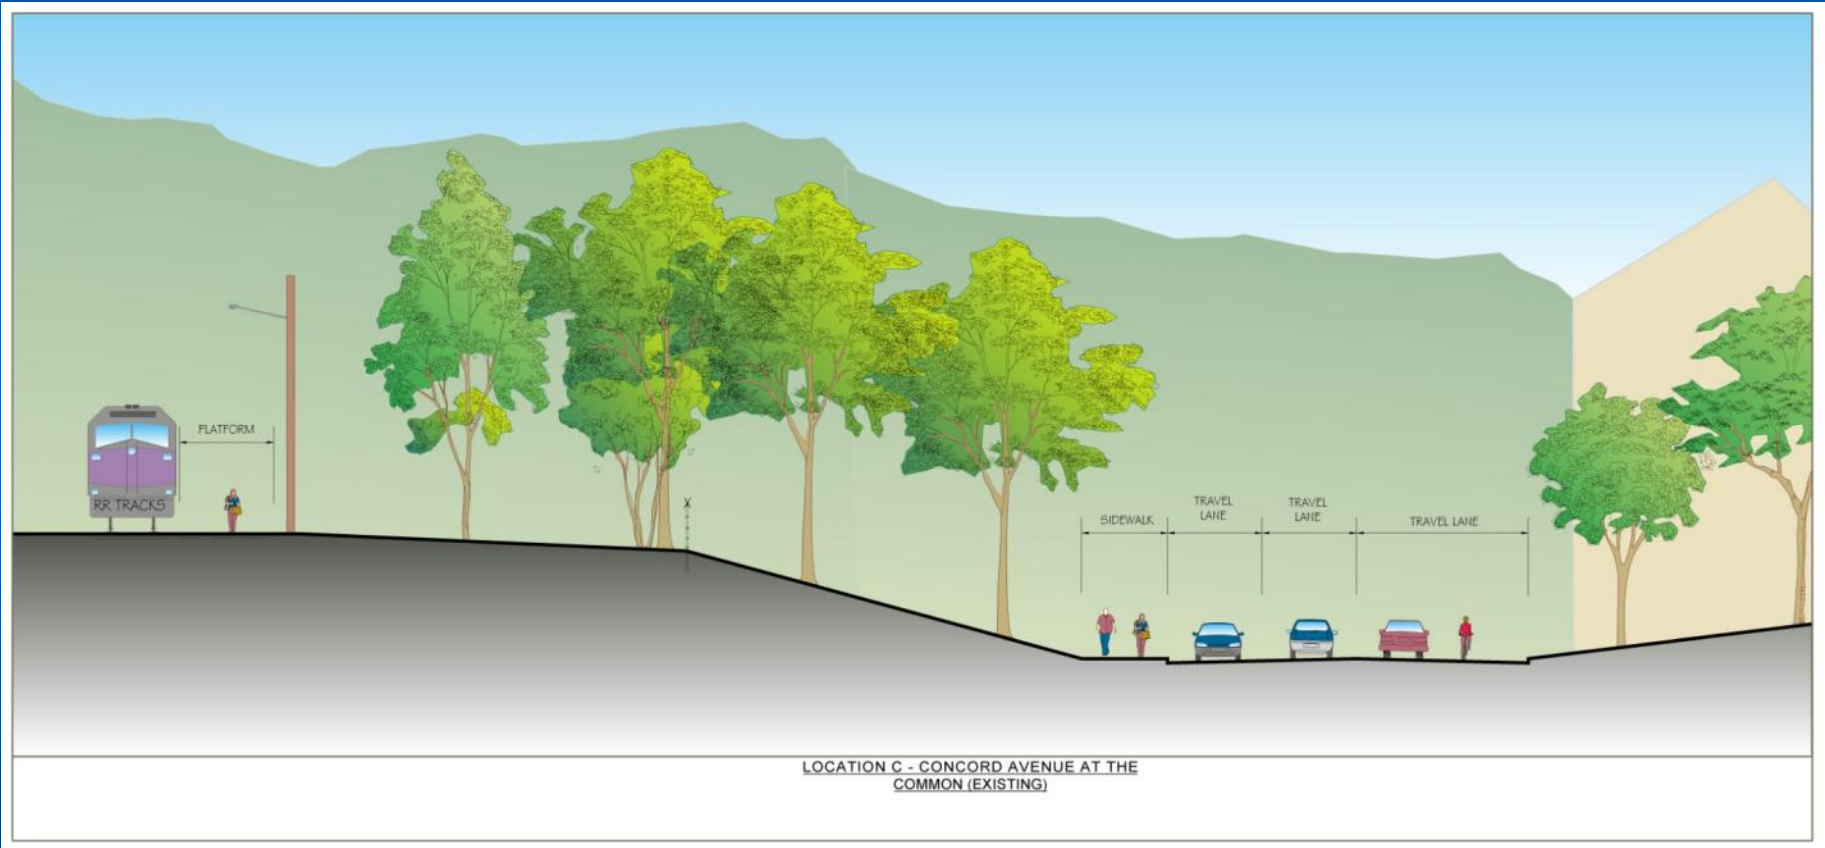 PLATFORM
RR TRACKS
SIDEWALK
TRAVEL
LANE
TRAVEL
LANE
TRAVEL LANE
LOCATION C - CONCORD AVENUE AT THE
COMMON (EXISTING)